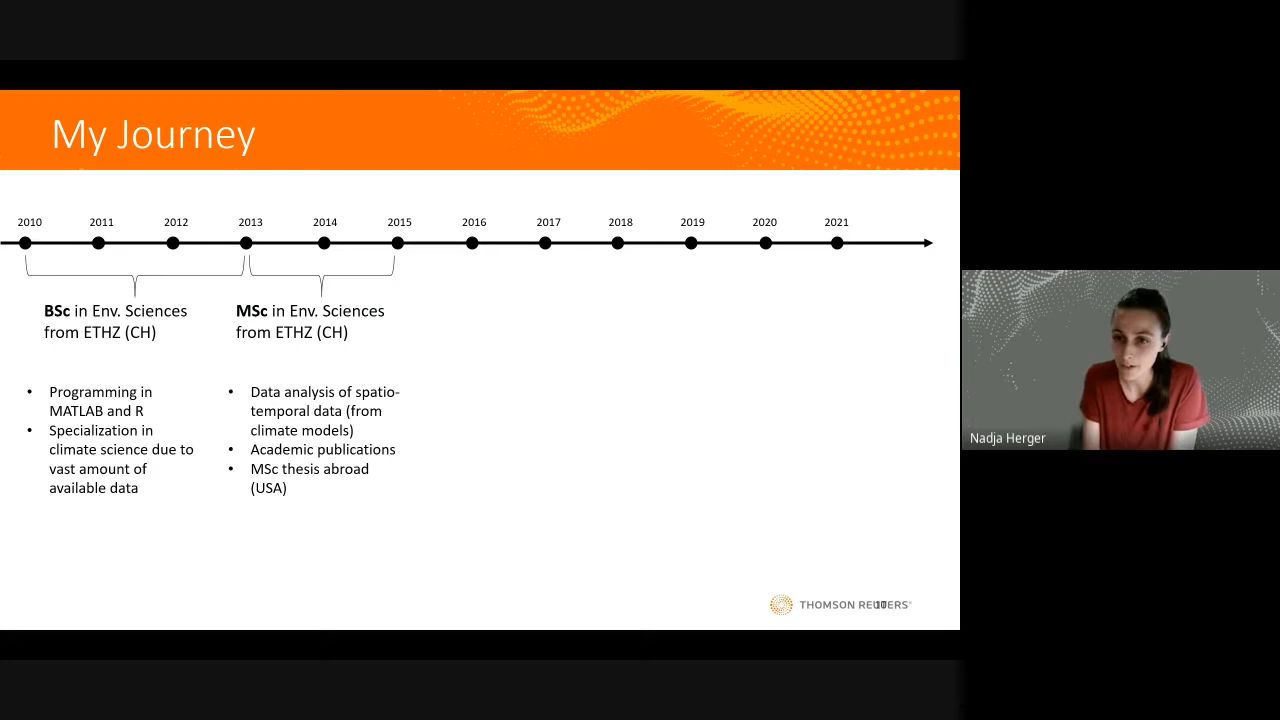 My Journey
2010 2011 2012 2013 2014 2015 2016 2017 2018 2019 2020 2021
BSc in Env. Sciences
from ETHZ (CH)
MSc in Env. Sciences
from ETHZ (CH)
• Programming in
MATLAB and R
• Specialization in
climate science due to
vast amount of
available data
• Data analysis of spatio-
temporal data (from
climate models)
• Academic publications
• MSc thesis abroad
(USA)
Nadja Herger
THOMSON REUTERS
10